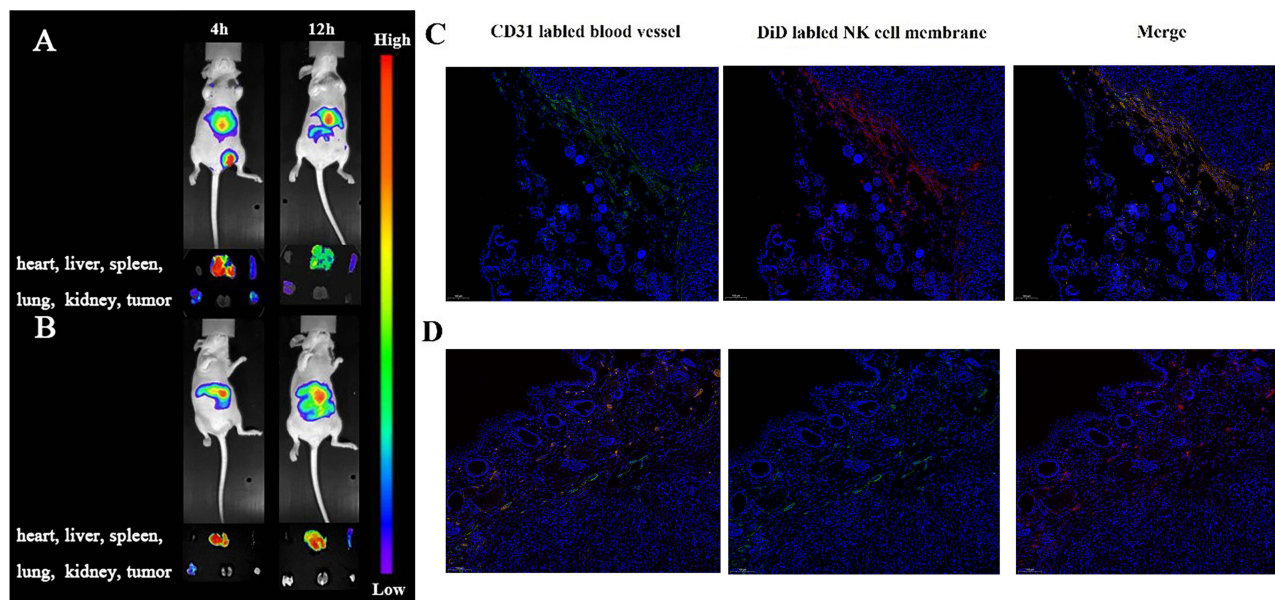 A
4h
12h
High
heart, liver, spleen,
lung, kidney, tumor
B
heart, liver, spleen,
lung, kidney, tumor
Low
C
CD31 labled blood vessel
DiD labled NK cell membrane
Merge
D